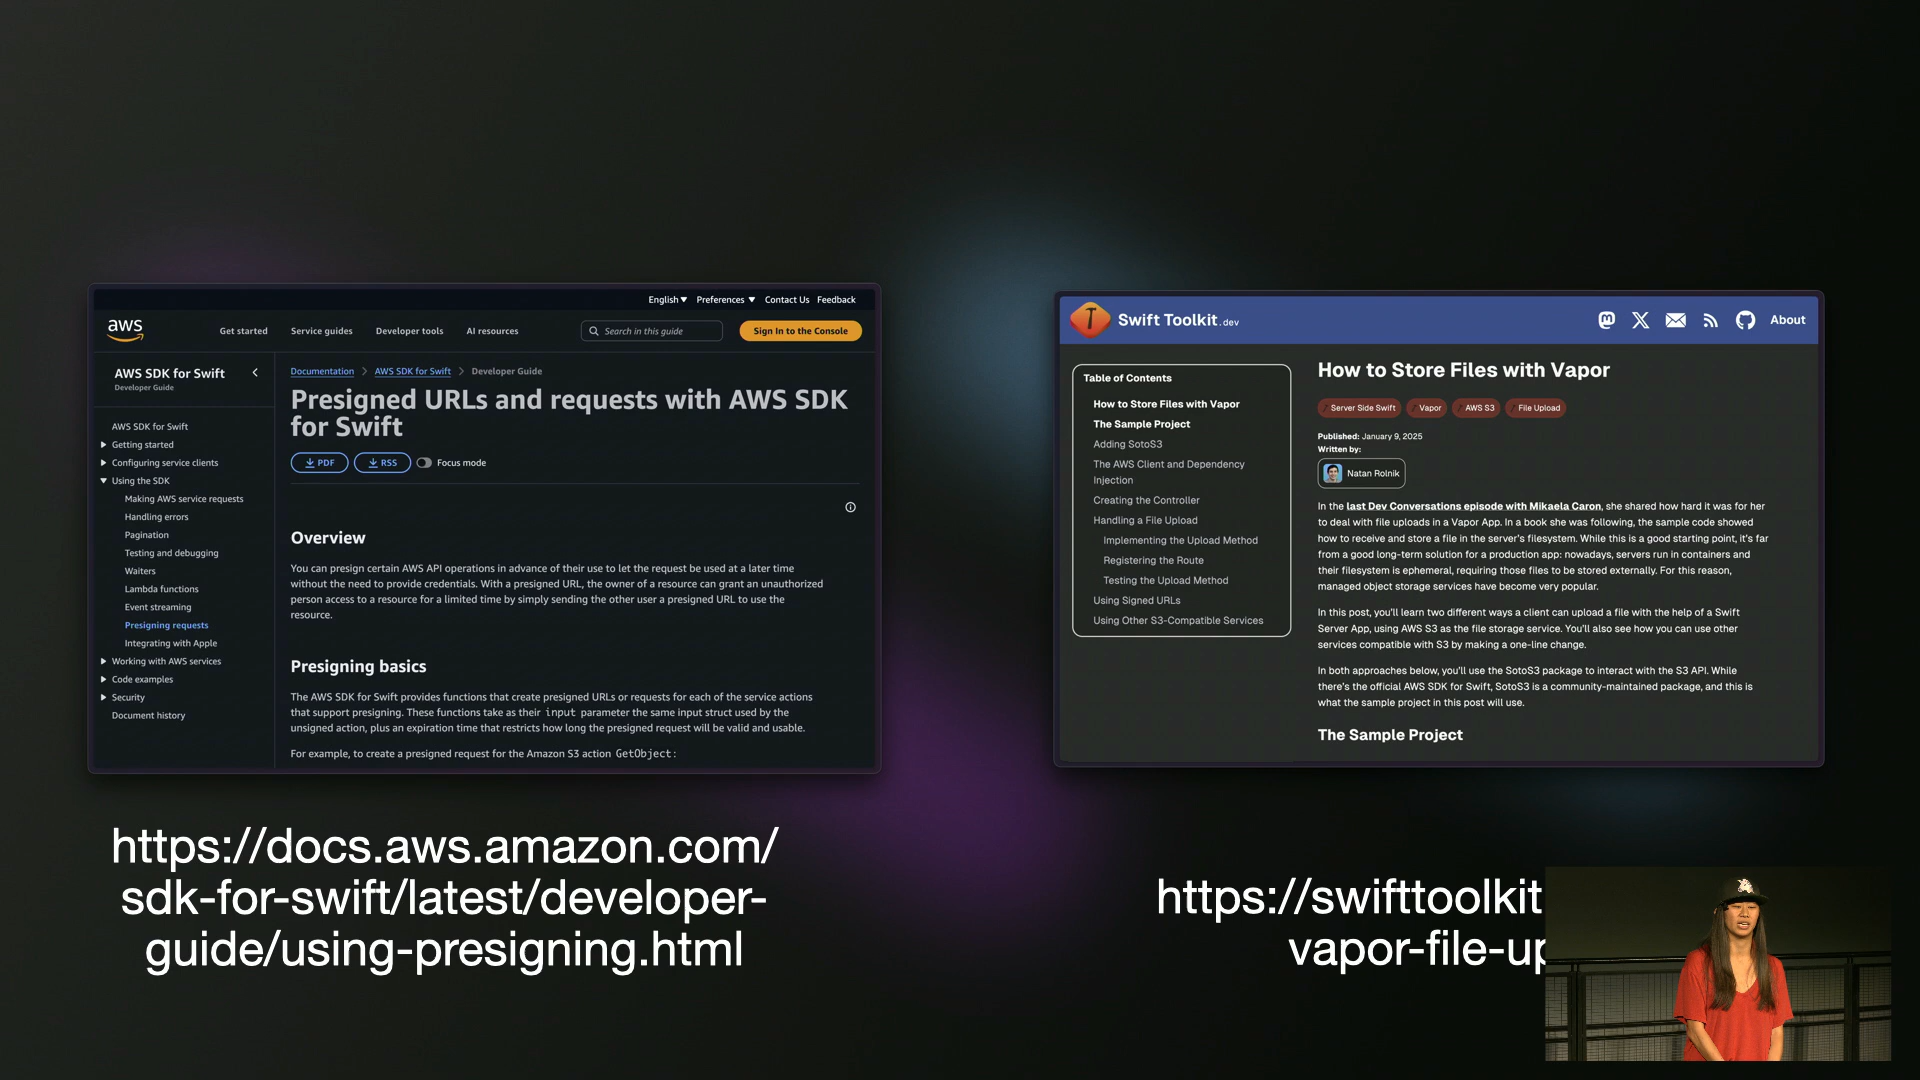 English Preferences Contact Us Feedback
aws
Get started Service guides Developer tools AI resources Search in this guide Sign In to the Console
AWS SDK for Swift
Developer Guide
AWS SDK for Swift
Getting started
Configuring service clients
Using the SDK
Making AWS service requests
Handling errors
Pagination
Testing and debugging
Waiters
Lambda functions
Event streaming
Presigning requests
Integrating with Apple
Working with AWS services
Code examples
Security
Document history
Documentation AWS SDK for Swift Developer Guide
Presigned URLs and requests with AWS SDK
for Swift
PDF RSS Focus mode
Overview
You can presign certain AWS API operations in advance of their use to let the request be used at a later time
without the need to provide credentials. With a presigned URL, the owner of a resource can grant an unauthorized
person access to a resource for a limited time by simply sending the other user a presigned URL to use the
resource.
Presigning basics
The AWS SDK for Swift provides functions that create presigned URLs or requests for each of the service actions
that support presigning. These functions take as their input parameter the same input struct used by the
unsigned action, plus an expiration time that restricts how long the presigned request will be valid and usable.
For example, to create a presigned request for the Amazon S3 action GetObject:
https://docs.aws.amazon.com/
sdk-for-swift/latest/developer-
guide/using-presigning.html
Swift Toolkit.dev
About
Table of Contents
How to Store Files with Vapor
The Sample Project
Adding SotoS3
The AWS Client and Dependency
Injection
Creating the Controller
Handling a File Upload
Implementing the Upload Method
Registering the Route
Testing the Upload Method
Using Signed URLs
Using Other S3-Compatible Services
How to Store Files with Vapor
Server Side Swift Vapor AWS S3 File Upload
Published: January 9, 2025
Written by:
Natan Rolnik
In the last Dev Conversations episode with Mikaela Caron, she shared how hard it was for her
to deal with file uploads in a Vapor App. In a book she was following, the sample code showed
how to receive and store a file in the server's filesystem. While this is a good starting point, it's far
from a good long-term solution for a production app: nowadays, servers run in containers and
their filesystem is ephemeral, requiring those files to be stored externally. For this reason,
managed object storage services have become very popular.
In this post, you'll learn two different ways a client can upload a file with the help of a Swift
Server App, using AWS S3 as the file storage service. You'll also see how you can use other
services compatible with S3 by making a one-line change.
In both approaches below, you'll use the SotoS3 package to interact with the S3 API. While
there's the official AWS SDK for Swift, SotoS3 is a community-maintained package, and this is
what the sample project in this post will use.
The Sample Project
https://swifttoolkit
vapor-file-up